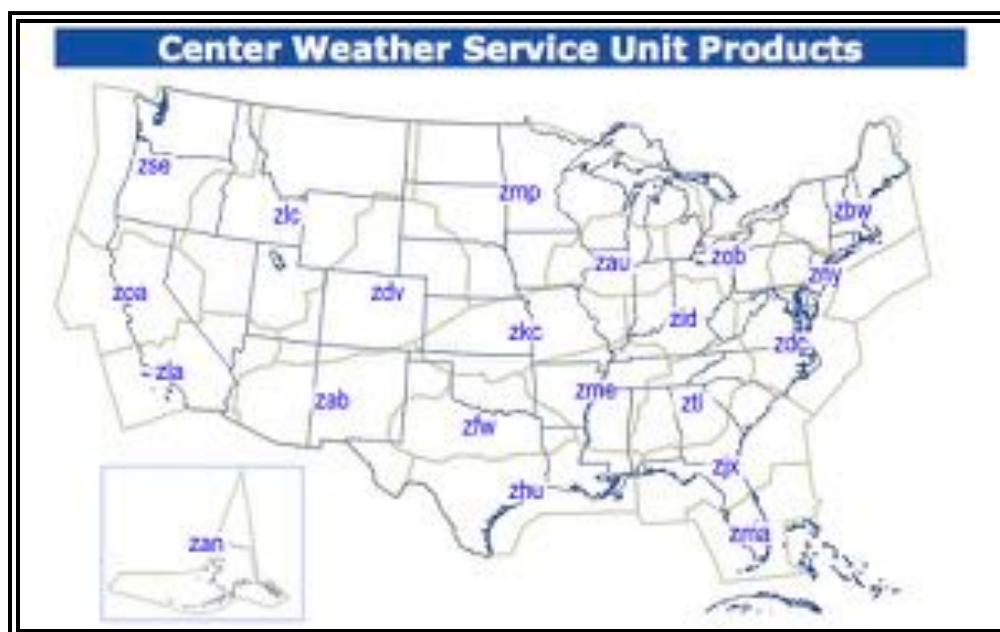 Center Weather Service Unit Products
zse
zmp
zlc
zbw
zau
zob
zny
zoa
zdv
zid
zkc
zdc
zla
zab
zme
ztl
zfw
zjx
zhu
zma
zan